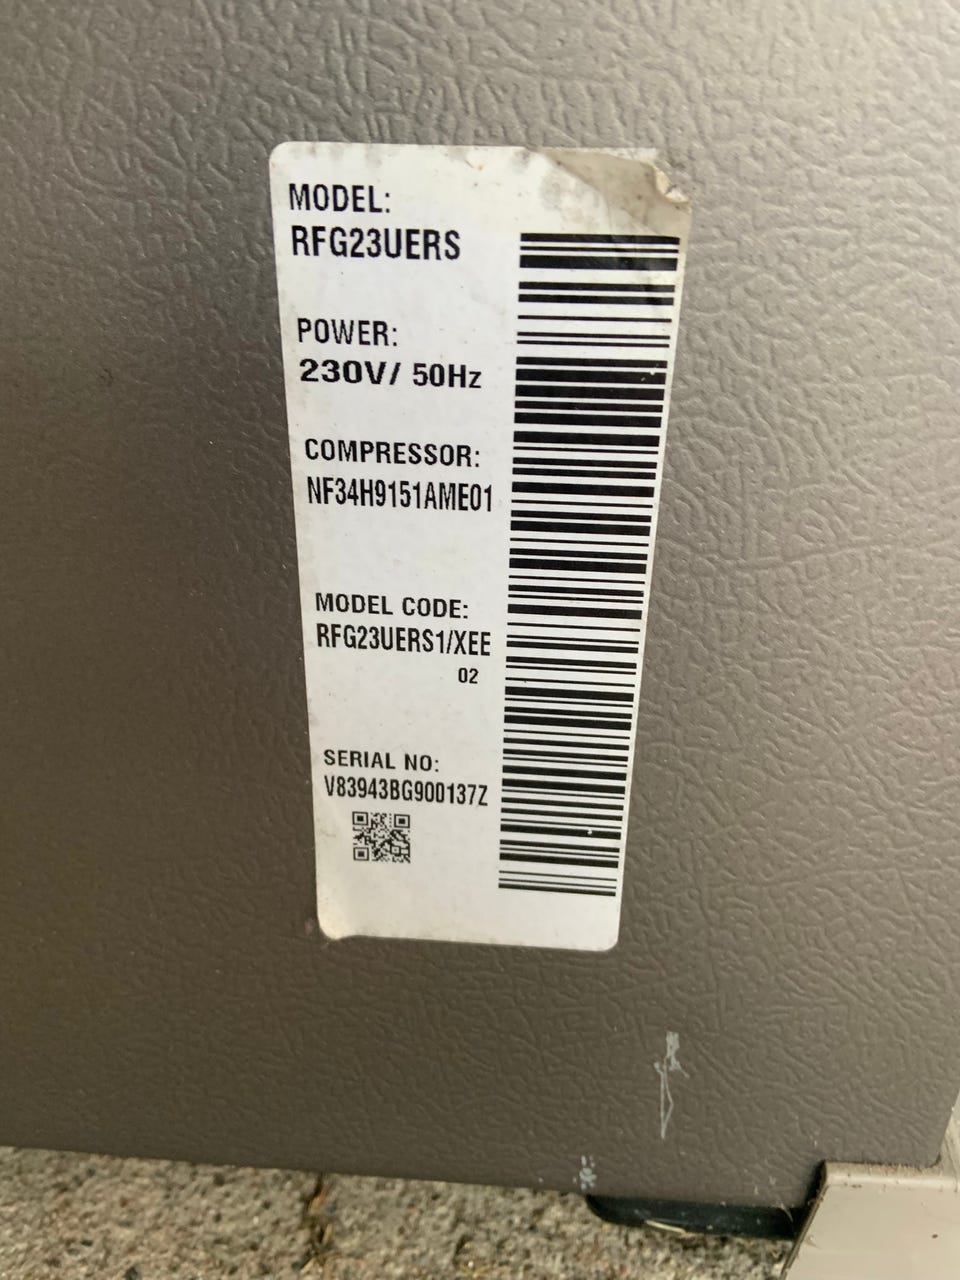 MODEL:
RFG23UERS
POWER:
230V/ 50Hz
COMPRESSOR:
NF34H9151AME01
MODEL CODE:
RFG23UERS1/XEE
02
SERIAL NO:
V83943BG900137Z